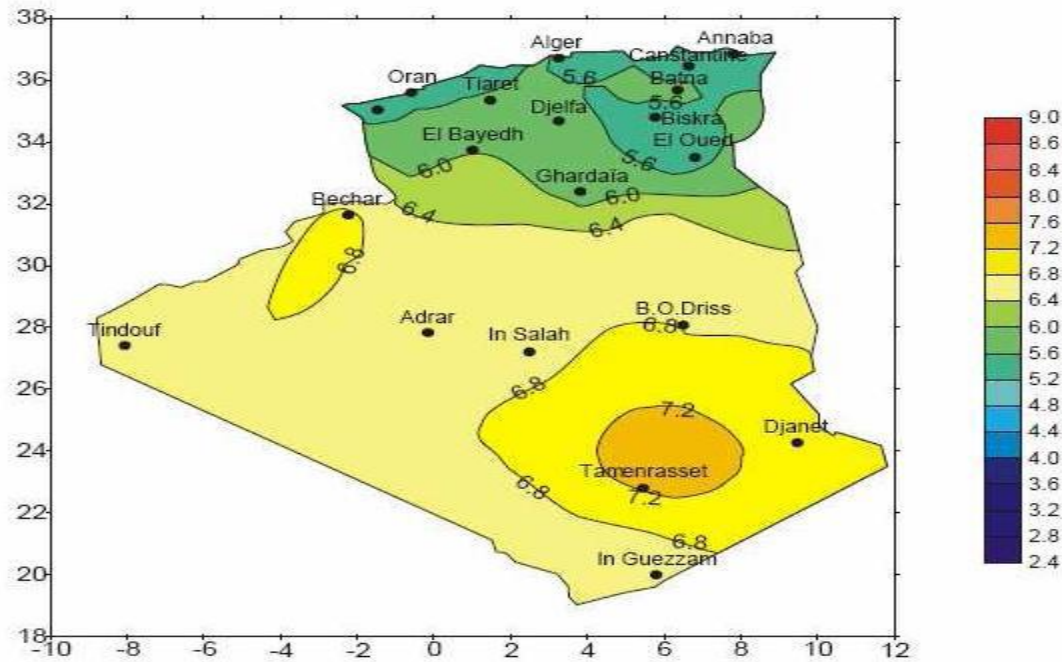 38
36
34
32
30
28
26
24
22
20
18
-10 -8 -6 -4 -2 0 2 4 6 8 10 12
Annaba
Alger
Canstantine
Oran
Tiaret
5.6
Batna
Djelfa
5.6
Biskra
El Bayedh
El Oued
5.6
6.0
Ghardaïa
6.0
Bechar
6.4
6.4
6.8
B.O.Driss
Tindouf
Adrar
In Salah
6.8
6.8
7.2
Djanet
Tamenrasset
7.2
6.8
6.8
In Guezzam
9.0
8.6
8.4
8.0
7.6
7.2
6.8
6.4
6.0
5.6
5.2
4.8
4.4
4.0
3.6
3.2
2.8
2.4